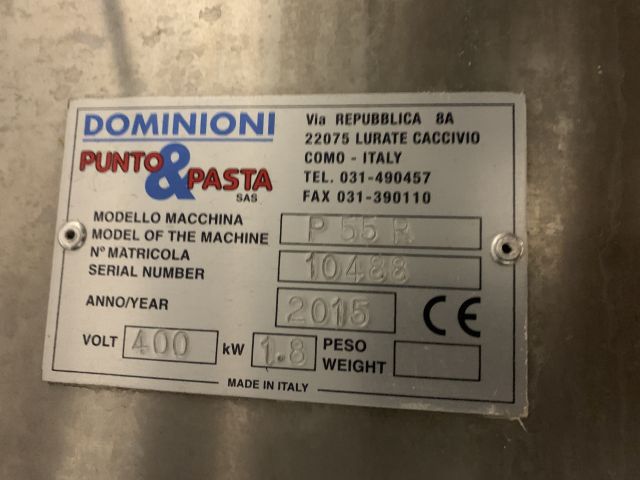 DOMINIONI
PUNTO & PASTA
SAS
Via REPUBBLICA 8A
22075 LURATE CACCIVIO
COMO - ITALY
TEL. 031-490457
FAX 031-390110
MODELLO MACCHINA
MODEL OF THE MACHINE P 55 R
N° MATRICOLA
SERIAL NUMBER 10488
ANNO/YEAR 2015 CE
VOLT 400 kW 1.8 PESO
WEIGHT
MADE IN ITALY